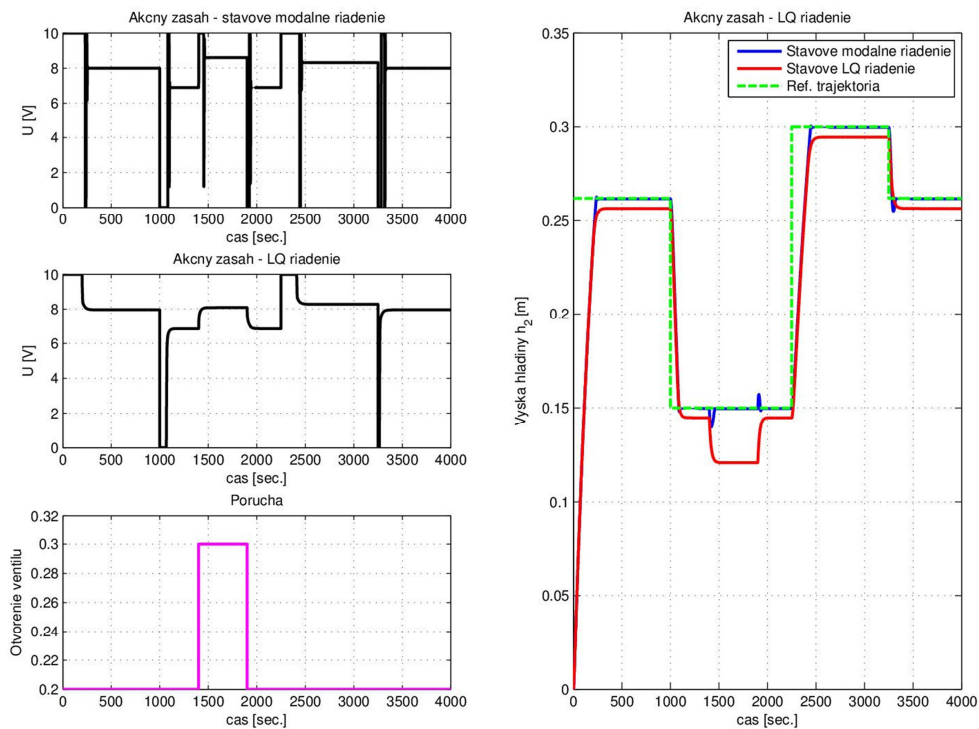 Akcny zasah - stavove modalne riadenie
10
8
6
4
2
0
U [V]
0 500 1000 1500 2000 2500 3000 3500 4000
cas [sec.]
Akcny zasah - LQ riadenie
10
8
6
4
2
0
U [V]
0 500 1000 1500 2000 2500 3000 3500 4000
cas [sec.]
Porucha
0.32
0.3
0.28
0.26
0.24
0.22
0.2
Otvorenie ventilu
0 500 1000 1500 2000 2500 3000 3500 4000
cas [sec.]
Akcny zasah - LQ riadenie
Stavove modalne riadenie
Stavove LQ riadenie
Ref. trajektoria
0.35
0.3
0.25
0.2
0.15
0.1
0.05
0
Vyska hladiny h2 [m]
0 500 1000 1500 2000 2500 3000 3500 4000
cas [sec.]